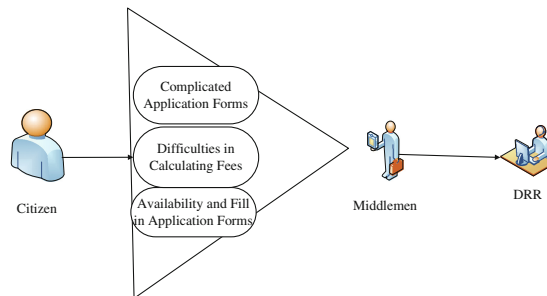 Complicated
Application Forms
Difficulties in
Calculating Fees
Availability and Fill
in Application Forms
Citizen
Middlemen
DRR